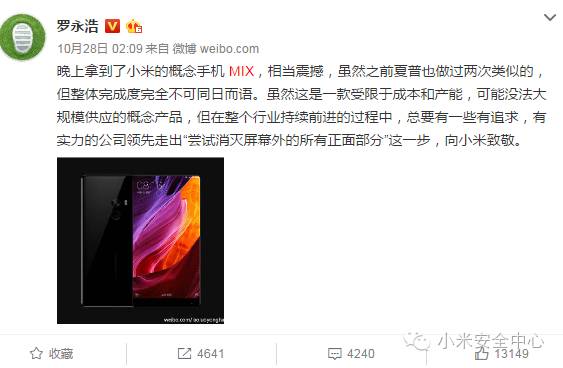 罗永浩
10月28日 02:09 来自 微博 weibo.com
晚上拿到了小米的概念手机 MIX，相当震撼，虽然之前夏普也做过两次类似的，
但整体完成度完全不可同日而语。虽然这是一款受限于成本和产能，可能没法大
规模供应的概念产品，但在整个行业持续前进的过程中，总要有一些有追求，有
实力的公司领先走出“尝试消灭屏幕外的所有正面部分”这一步，向小米致敬。
收藏
4641
4240
13149
小米安全中心